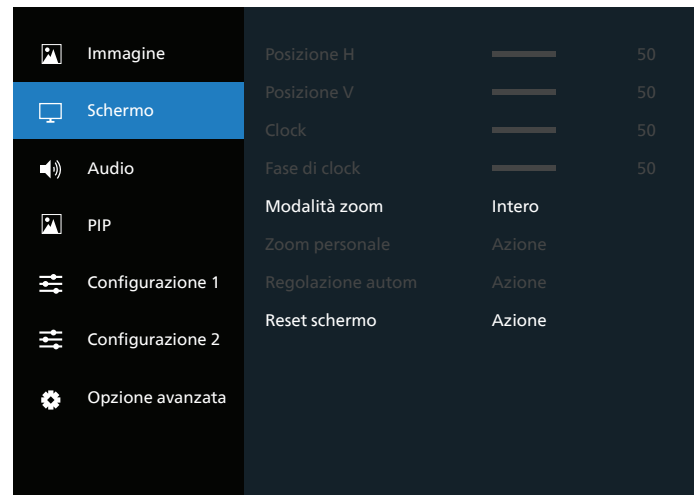 Immagine
Schermo
Audio
PIP
Configurazione 1
Configurazione 2
Opzione avanzata
Posizione H 50
Posizione V 50
Clock 50
Fase di clock 50
Modalità zoom Intero
Zoom personale Azione
Regolazione autom Azione
Reset schermo Azione